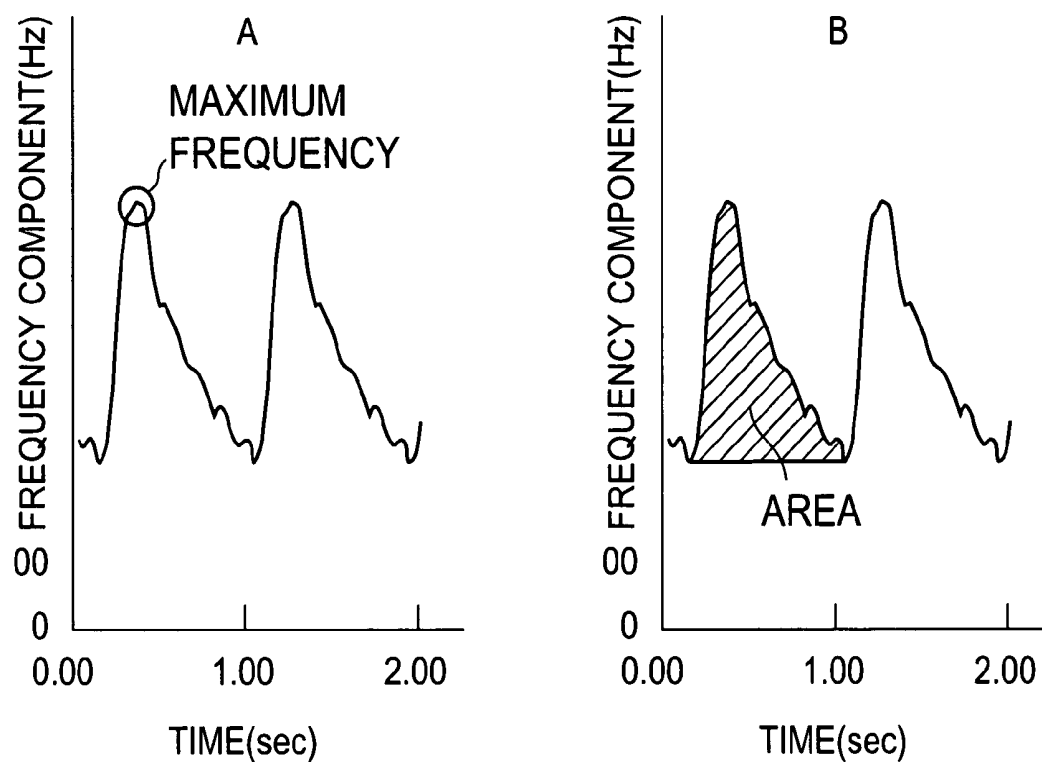 A
FREQUENCY COMPONENT(Hz)
MAXIMUM
FREQUENCY
00
0
0.00 1.00 2.00
TIME(sec)
B
FREQUENCY COMPONENT(Hz)
AREA
00
0
0.00 1.00 2.00
TIME(sec)